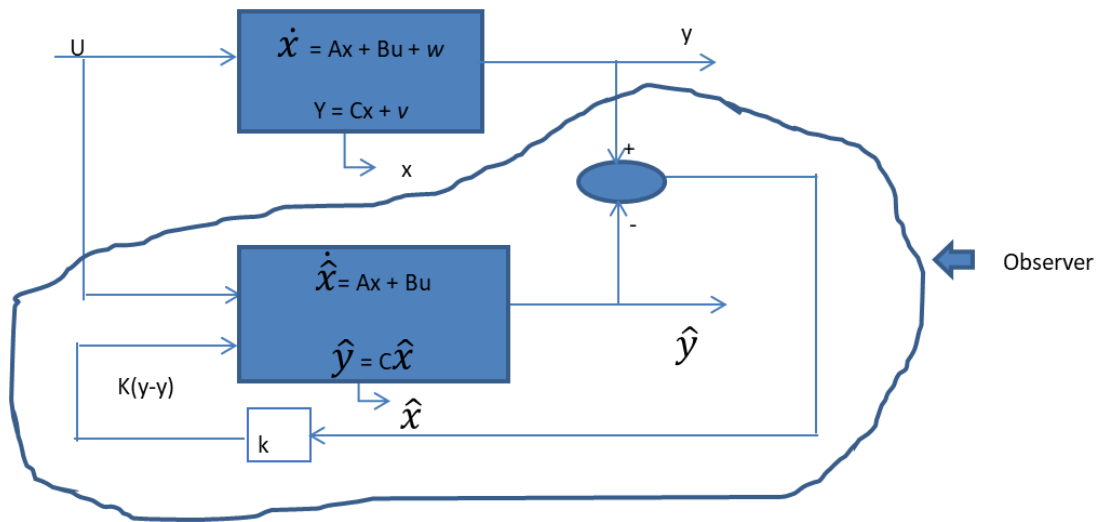 U
ẋ = Ax + Bu + w
Y = Cx + v
y
x
+
-
x̂̇ = Ax + Bu
ŷ = Cx̂
ŷ
x̂
K(y-y)
k
Observer